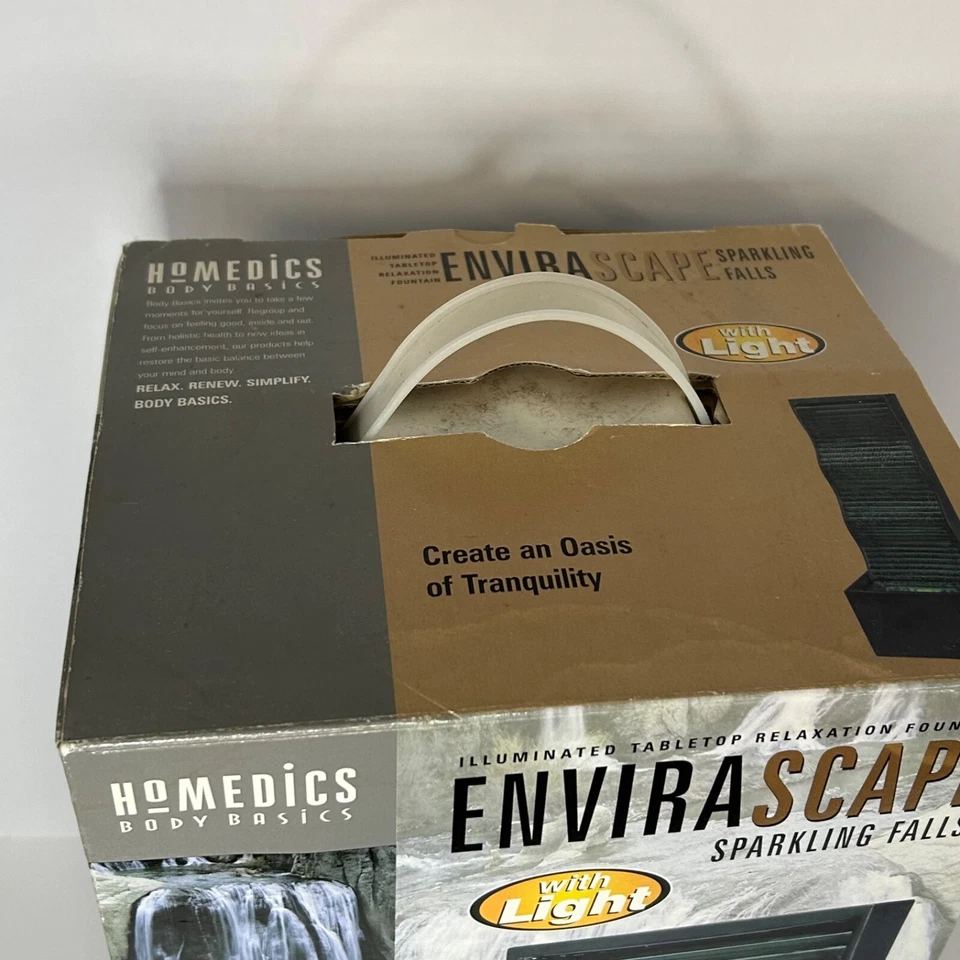 HoMEDiCS
BODY BASiCS
Body Basics invites you to take a few
moments for yourself. Regroup and
focus on feeling good, inside and out.
From holistic health to new ideas in
self-enhancement, our products help
restore the basic balance between
your mind and body.
RELAX. RENEW. SIMPLIFY.
BODY BASICS.
ILLUMINATED
TABLETOP
RELAXATION
FOUNTAIN
ENVIRASCAPE
SPARKLING
FALLS
with
Light
Create an Oasis
of Tranquility
HoMEDiCS
BODY BASiCS
ILLUMINATED TABLETOP RELAXATION FOUN
ENVIRASCAP
SPARKLING FALLS
with
Light